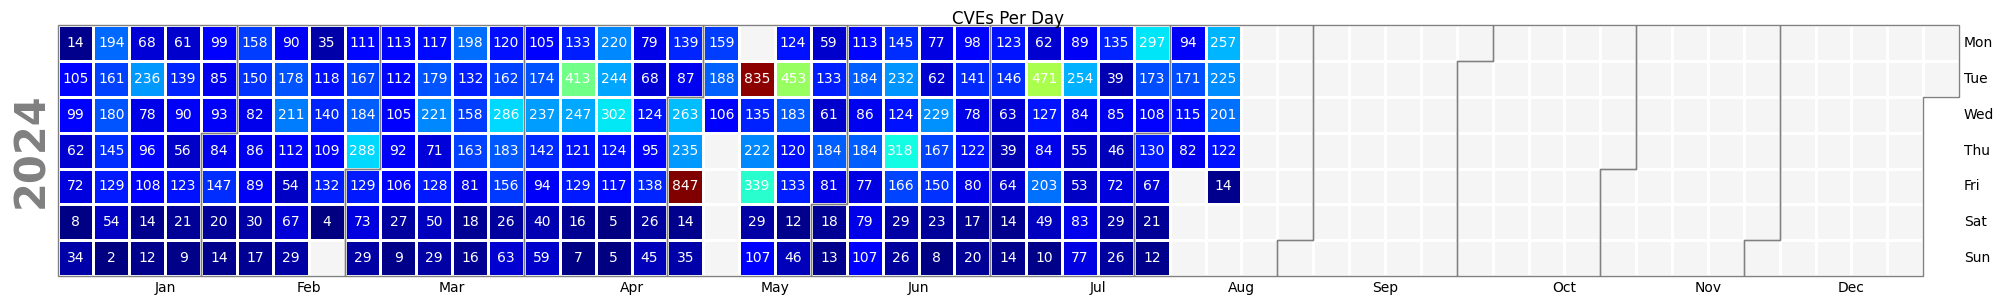 CVEs Per Day
2024
14 194 68 61 99 158 90 35 111 113 117 198 120 105 133 220 79 139 159 124 59 113 145 77 98 123 62 89 135 297 94 257 Mon
105 161 236 139 85 150 178 118 167 112 179 132 162 174 413 244 68 87 188 835 453 133 184 232 62 141 146 471 254 39 173 171 225 Tue
99 180 78 90 93 82 211 140 184 105 221 158 286 237 247 302 124 263 106 135 183 61 86 124 229 78 63 127 84 85 108 115 201 Wed
62 145 96 56 84 86 112 109 288 92 71 163 183 142 121 124 95 235 222 120 184 184 318 167 122 39 84 55 46 130 82 122 Thu
72 129 108 123 147 89 54 132 129 106 128 81 156 94 129 117 138 847 339 133 81 77 166 150 80 64 203 53 72 67 14 Fri
8 54 14 21 20 30 67 4 73 27 50 18 26 40 16 5 26 14 29 12 18 79 29 23 17 14 49 83 29 21 Sat
34 2 12 9 14 17 29 29 9 29 16 63 59 7 5 45 35 107 46 13 107 26 8 20 14 10 77 26 12 Sun
Jan Feb Mar Apr May Jun Jul Aug Sep Oct Nov Dec